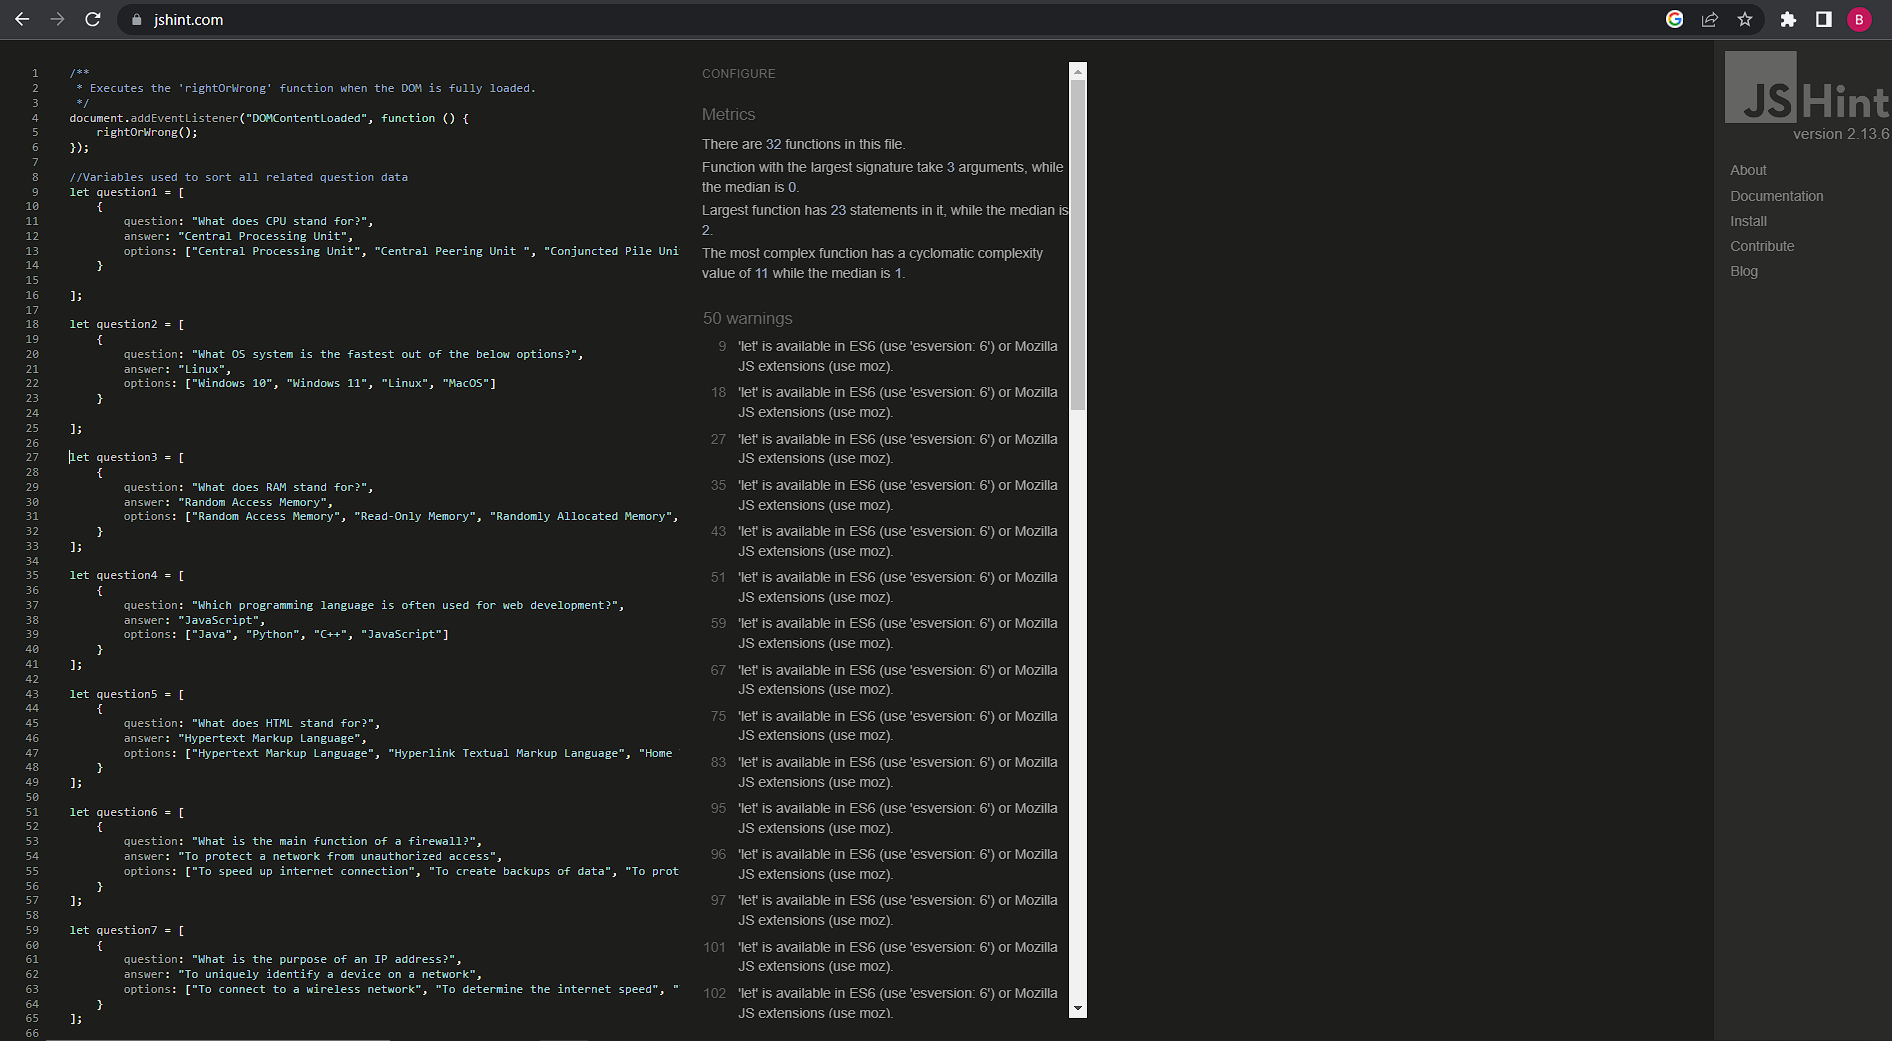 jshint.com
B
1 /**
2 * Executes the 'rightOrWrong' function when the DOM is fully loaded.
3 */
4 document.addEventListener("DOMContentLoaded", function () {
5 rightOrWrong();
6 });
7
8 //Variables used to sort all related question data
9 let question1 = [
10 {
11 question: "What does CPU stand for?",
12 answer: "Central Processing Unit",
13 options: ["Central Processing Unit", "Central Peering Unit ", "Conjuncted Pile Uni
14 }
15
16 ];
17
18 let question2 = [
19 {
20 question: "What OS system is the fastest out of the below options?",
21 answer: "Linux",
22 options: ["Windows 10", "Windows 11", "Linux", "MacOS"]
23 }
24
25 ];
26
27 let question3 = [
28 {
29 question: "What does RAM stand for?",
30 answer: "Random Access Memory",
31 options: ["Random Access Memory", "Read-Only Memory", "Randomly Allocated Memory",
32 }
33 ];
34
35 let question4 = [
36 {
37 question: "Which programming language is often used for web development?",
38 answer: "JavaScript",
39 options: ["Java", "Python", "C++", "JavaScript"]
40 }
41 ];
42
43 let question5 = [
44 {
45 question: "What does HTML stand for?",
46 answer: "Hypertext Markup Language",
47 options: ["Hypertext Markup Language", "Hyperlink Textual Markup Language", "Home
48 }
49 ];
50
51 let question6 = [
52 {
53 question: "What is the main function of a firewall?",
54 answer: "To protect a network from unauthorized access",
55 options: ["To speed up internet connection", "To create backups of data", "To prot
56 }
57 ];
58
59 let question7 = [
60 {
61 question: "What is the purpose of an IP address?",
62 answer: "To uniquely identify a device on a network",
63 options: ["To connect to a wireless network", "To determine the internet speed", "
64 }
65 ];
66
CONFIGURE
Metrics
There are 32 functions in this file.
Function with the largest signature take 3 arguments, while
the median is 0.
Largest function has 23 statements in it, while the median is
2.
The most complex function has a cyclomatic complexity
value of 11 while the median is 1.
50 warnings
9 'let' is available in ES6 (use 'esversion: 6') or Mozilla
JS extensions (use moz).
18 'let' is available in ES6 (use 'esversion: 6') or Mozilla
JS extensions (use moz).
27 'let' is available in ES6 (use 'esversion: 6') or Mozilla
JS extensions (use moz).
35 'let' is available in ES6 (use 'esversion: 6') or Mozilla
JS extensions (use moz).
43 'let' is available in ES6 (use 'esversion: 6') or Mozilla
JS extensions (use moz).
51 'let' is available in ES6 (use 'esversion: 6') or Mozilla
JS extensions (use moz).
59 'let' is available in ES6 (use 'esversion: 6') or Mozilla
JS extensions (use moz).
67 'let' is available in ES6 (use 'esversion: 6') or Mozilla
JS extensions (use moz).
75 'let' is available in ES6 (use 'esversion: 6') or Mozilla
JS extensions (use moz).
83 'let' is available in ES6 (use 'esversion: 6') or Mozilla
JS extensions (use moz).
95 'let' is available in ES6 (use 'esversion: 6') or Mozilla
JS extensions (use moz).
96 'let' is available in ES6 (use 'esversion: 6') or Mozilla
JS extensions (use moz).
97 'let' is available in ES6 (use 'esversion: 6') or Mozilla
JS extensions (use moz).
101 'let' is available in ES6 (use 'esversion: 6') or Mozilla
JS extensions (use moz).
102 'let' is available in ES6 (use 'esversion: 6') or Mozilla
JS extensions (use moz).
JSHint
version 2.13.6
About
Documentation
Install
Contribute
Blog